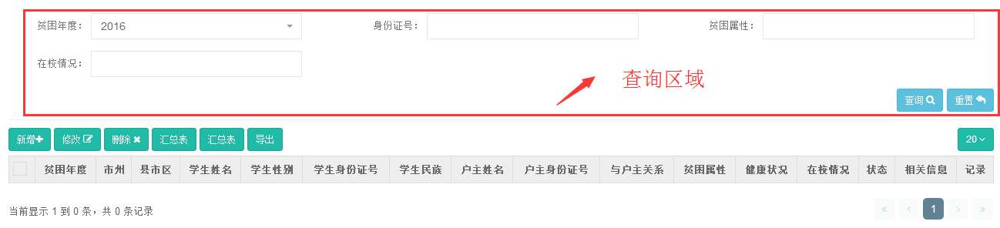 贫困年度： 2016 身份证号： 贫困属性：
在校情况：
查询区域
查询 重置
新增 修改 删除 汇总表 汇总表 导出 20
贫困年度 市州 县市区 学生姓名 学生性别 学生身份证号 学生民族 户主姓名 户主身份证号 与户主关系 贫困属性 健康状况 在校情况 状态 相关信息 记录
当前显示 1 到 0 条，共 0 条记录 « ‹ 1 › »